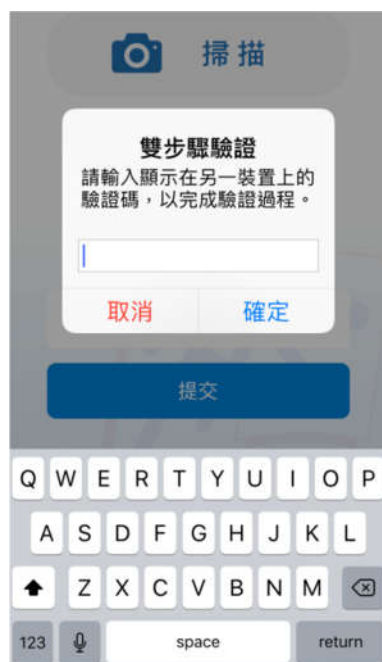 掃描
雙步驟驗證
請輸入顯示在另一裝置上的
驗證碼，以完成驗證過程。
取消 確定
提交
Q W E R T Y U I O P
A S D F G H J K L
Z X C V B N M
123 space return